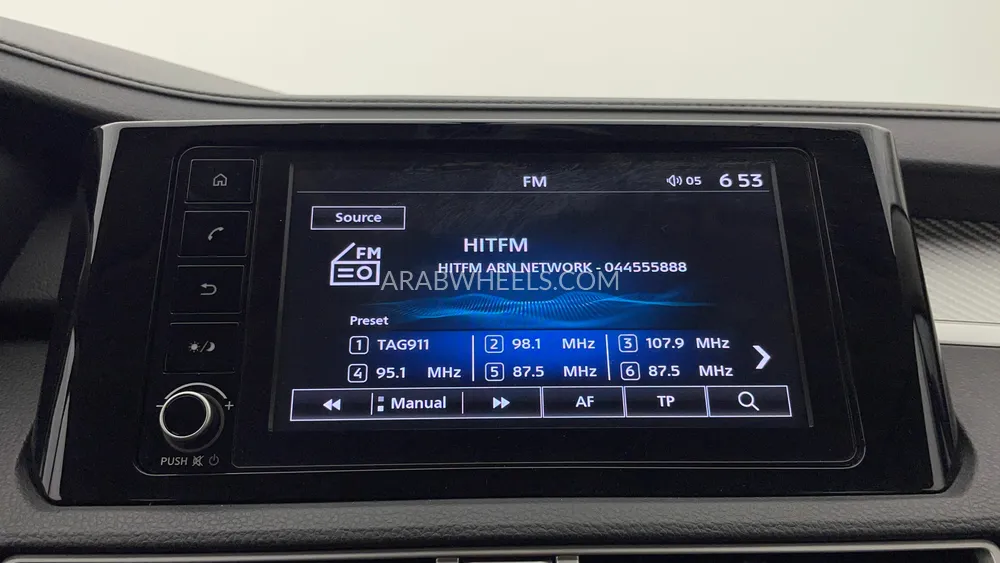 FM 05 6 53
Source
FM
HITFM
HITFM ARN NETWORK - 044555888
ARABWHEELS.COM
Preset
1 TAG911 2 98.1 MHz 3 107.9 MHz
4 95.1 MHz 5 87.5 MHz 6 87.5 MHz
Manual AF TP
- +
PUSH